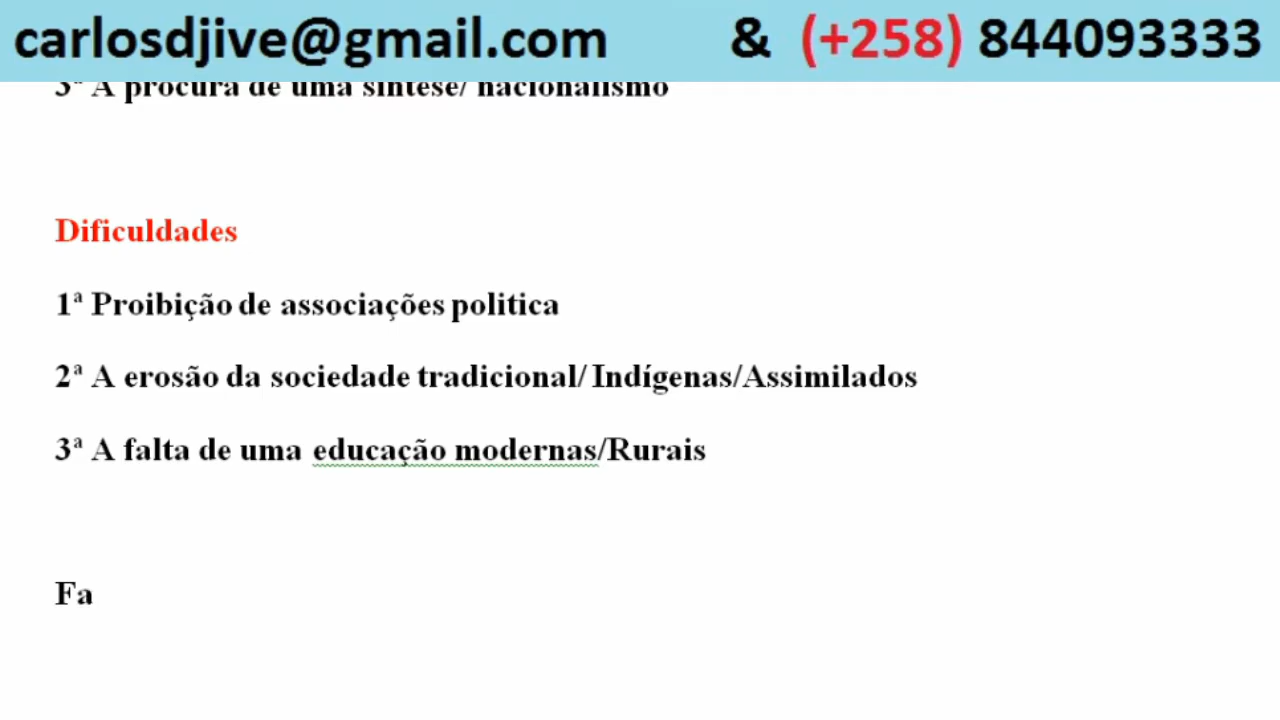 carlosdjive@gmail.com & (+258) 844093333
3ª A procura de uma síntese/ nacionalismo
Dificuldades
1ª Proibição de associações politica
2ª A erosão da sociedade tradicional/ Indígenas/Assimilados
3ª A falta de uma educação modernas/Rurais
Fa